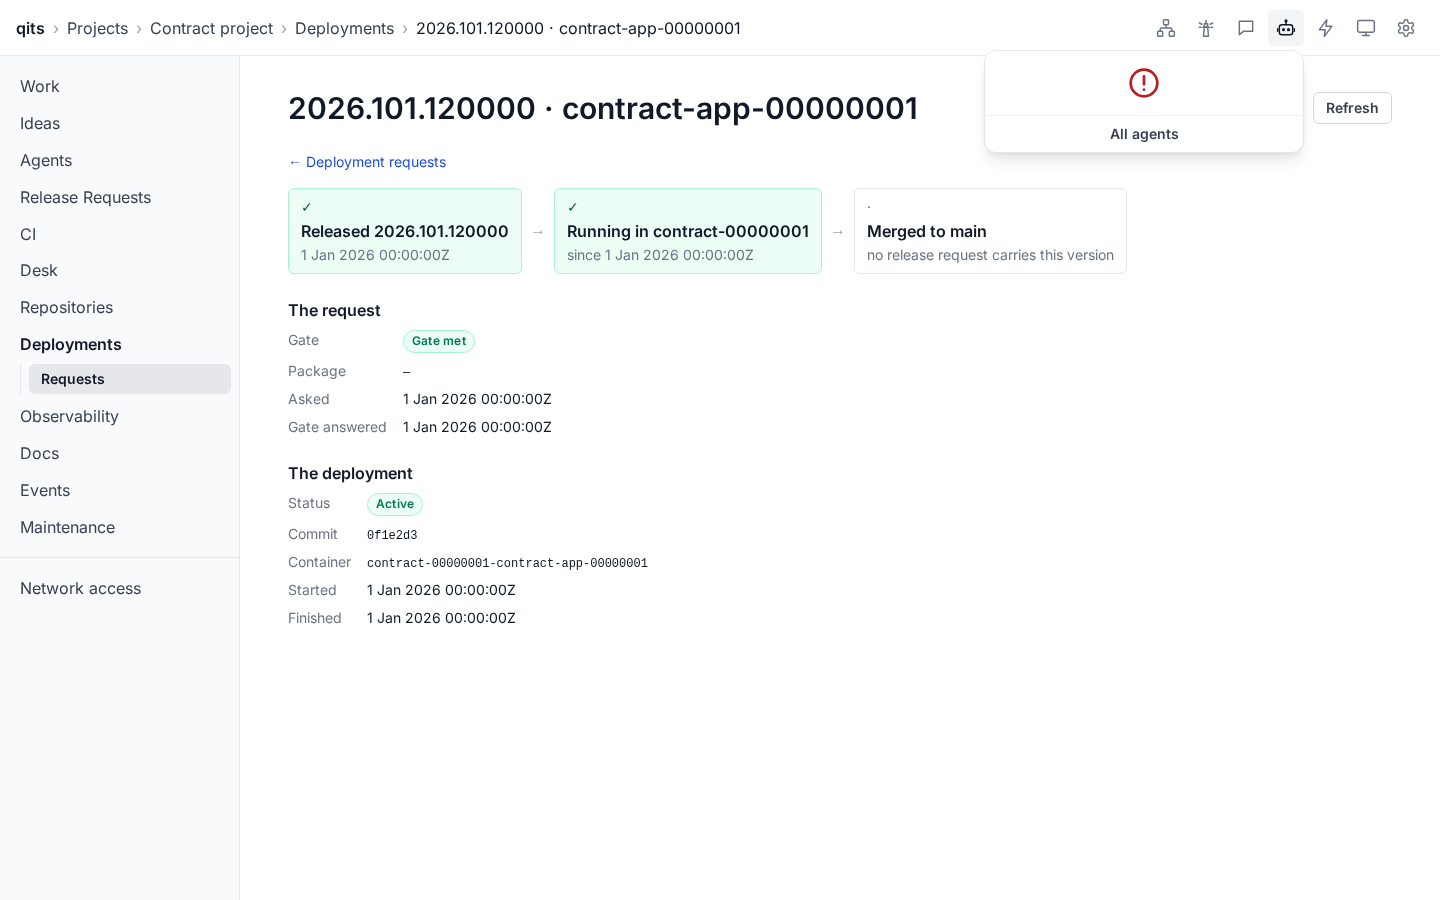 qits › Projects › Contract project › Deployments › 2026.101.120000 · contract-app-00000001
All agents
Work
Ideas
Agents
Release Requests
CI
Desk
Repositories
Deployments
Requests
Observability
Docs
Events
Maintenance
Network access
2026.101.120000 · contract-app-00000001
Refresh
← Deployment requests
✓
Released 2026.101.120000
1 Jan 2026 00:00:00Z
→
✓
Running in contract-00000001
since 1 Jan 2026 00:00:00Z
→
·
Merged to main
no release request carries this version
The request
Gate Gate met
Package –
Asked 1 Jan 2026 00:00:00Z
Gate answered 1 Jan 2026 00:00:00Z
The deployment
Status Active
Commit 0f1e2d3
Container contract-00000001-contract-app-00000001
Started 1 Jan 2026 00:00:00Z
Finished 1 Jan 2026 00:00:00Z